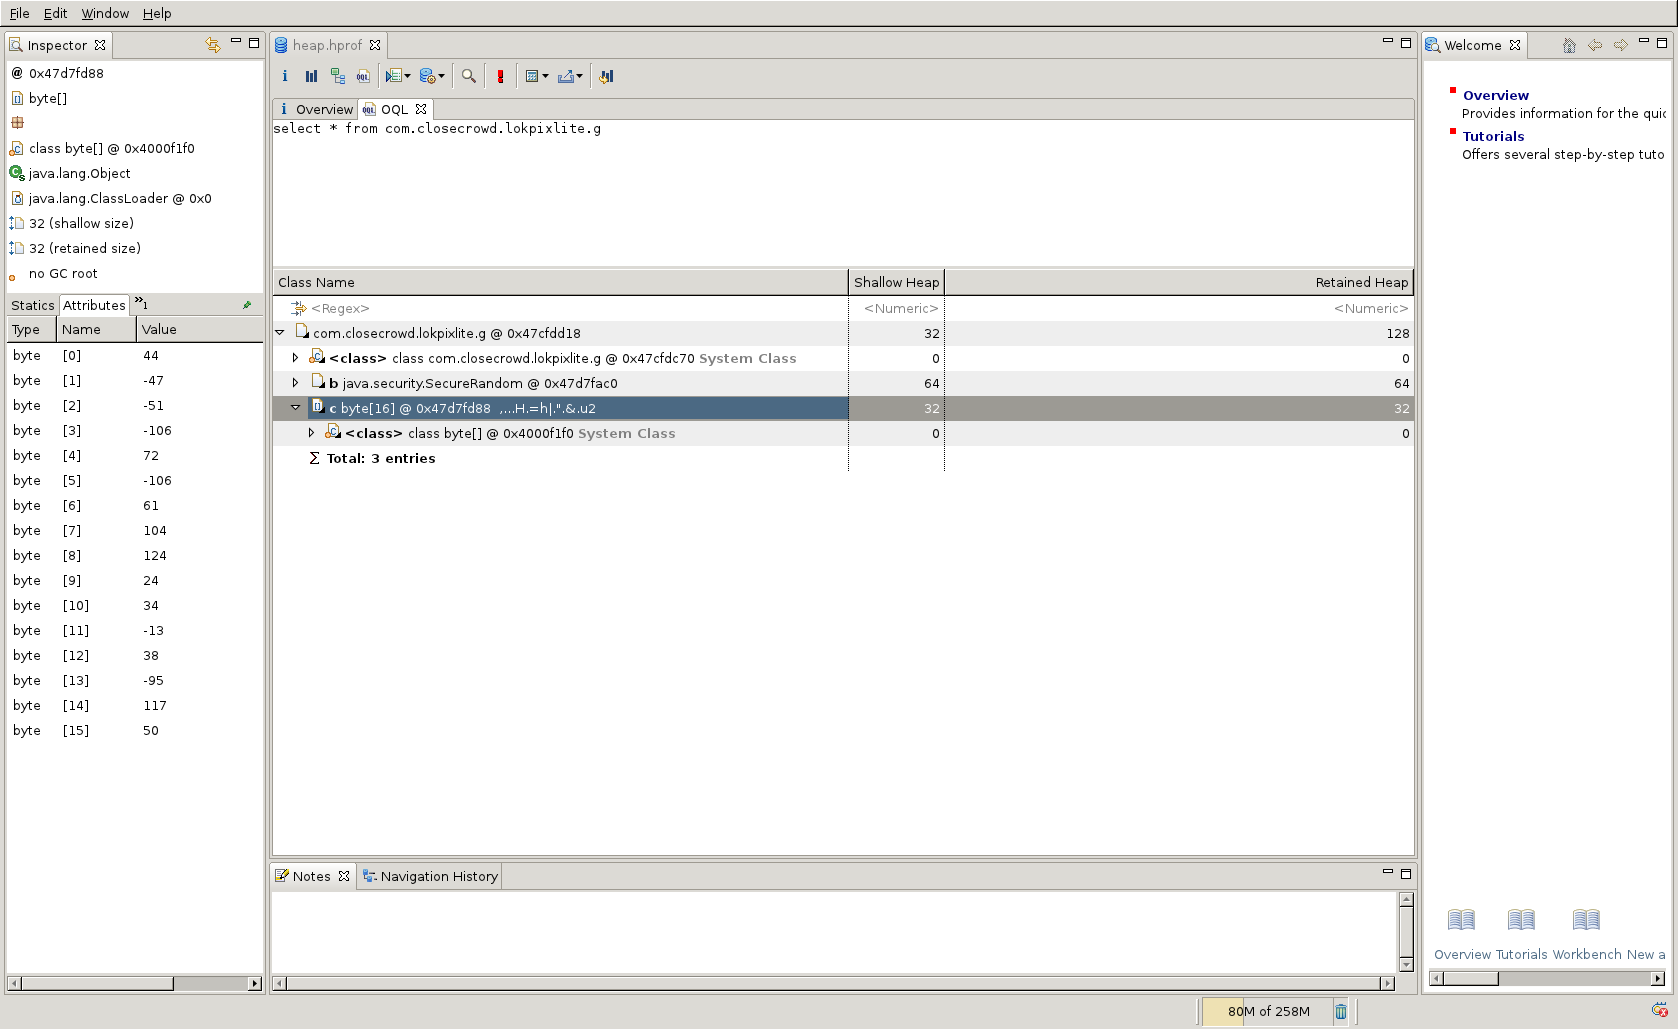 File Edit Window Help
Inspector
@ 0x47d7fd88
byte[]
class byte[] @ 0x4000f1f0
java.lang.Object
java.lang.ClassLoader @ 0x0
32 (shallow size)
32 (retained size)
no GC root
Statics Attributes »1
Type Name Value
byte [0] 44
byte [1] -47
byte [2] -51
byte [3] -106
byte [4] 72
byte [5] -106
byte [6] 61
byte [7] 104
byte [8] 124
byte [9] 24
byte [10] 34
byte [11] -13
byte [12] 38
byte [13] -95
byte [14] 117
byte [15] 50
heap.hprof
Overview OQL
select * from com.closecrowd.lokpixlite.g
Class Name Shallow Heap Retained Heap
<Regex> <Numeric> <Numeric>
com.closecrowd.lokpixlite.g @ 0x47cfdd18 32 128
<class> class com.closecrowd.lokpixlite.g @ 0x47cfdc70 System Class 0 0
b java.security.SecureRandom @ 0x47d7fac0 64 64
c byte[16] @ 0x47d7fd88 ,...H.=h|.".&.u2 32 32
<class> class byte[] @ 0x4000f1f0 System Class 0 0
Σ Total: 3 entries
Notes Navigation History
Welcome
Overview
Provides information for the quic
Tutorials
Offers several step-by-step tuto
Overview Tutorials Workbench New a
80M of 258M